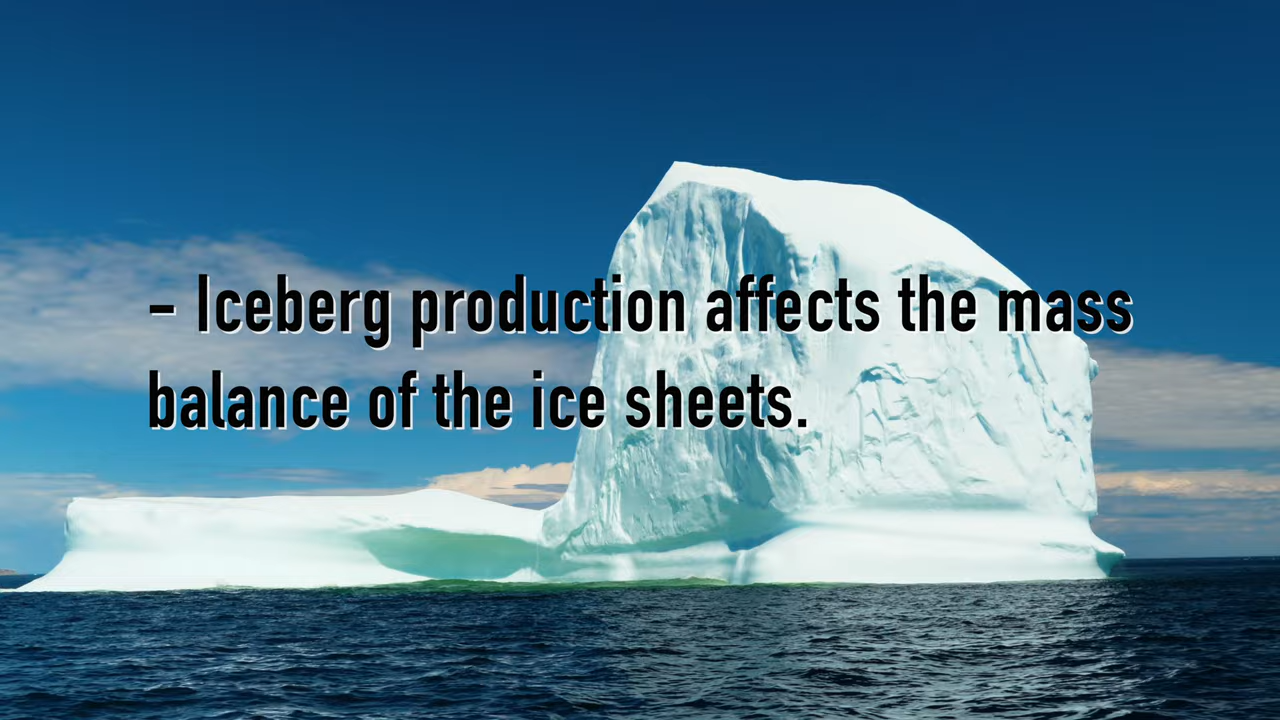 - Iceberg production affects the mass
balance of the ice sheets.